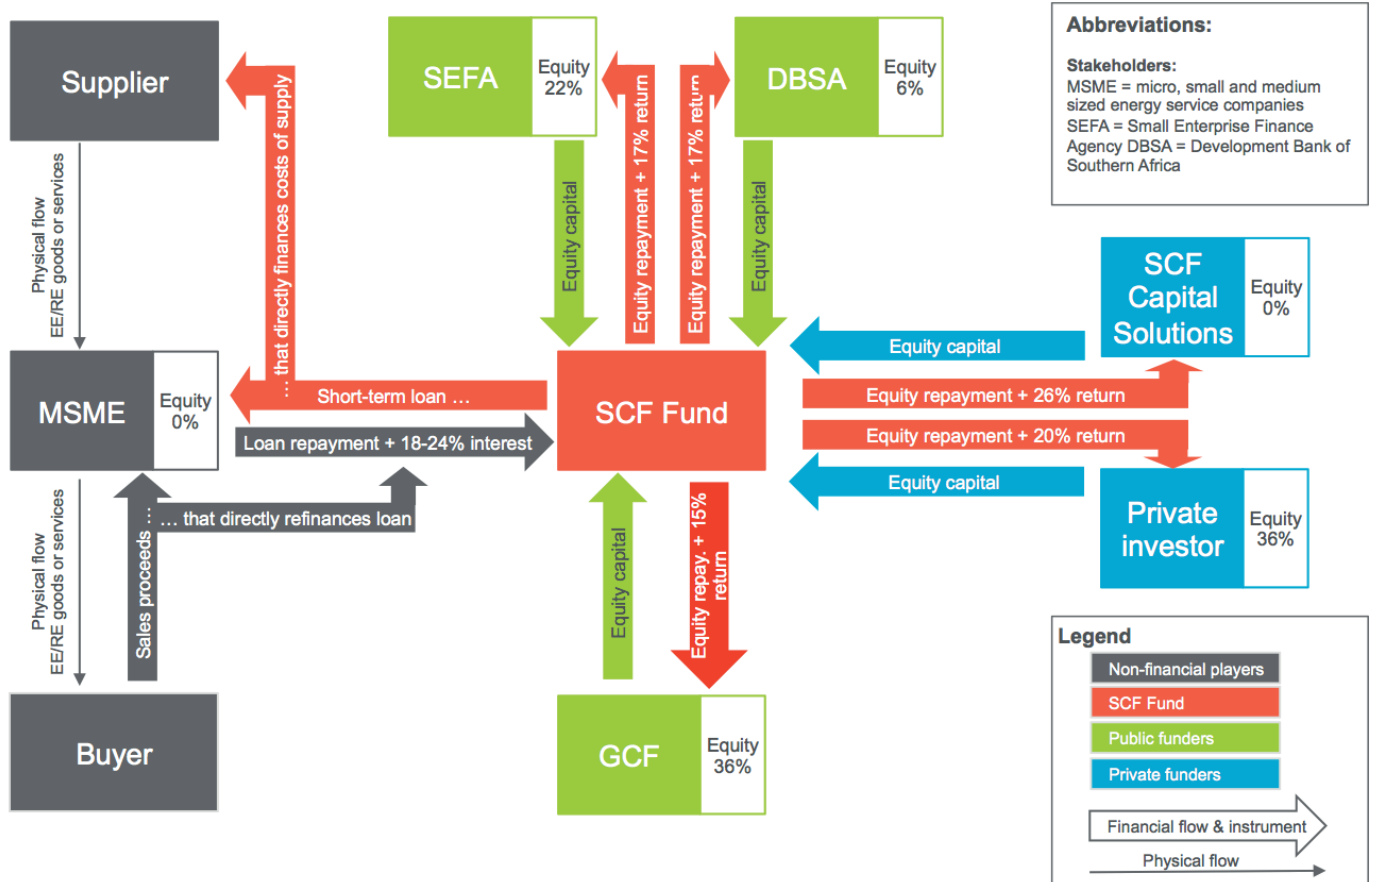 Supplier
SEFA
Equity
22%
DBSA
Equity
6%
Abbreviations:
Stakeholders:
MSME = micro, small and medium
sized energy service companies
SEFA = Small Enterprise Finance
Agency DBSA = Development Bank of
Southern Africa
… that directly finances costs of supply
Equity capital
Equity repayment + 17% return
Equity repayment + 17% return
Equity capital
Physical flow
EE/RE goods or services
SCF
Capital
Solutions
Equity
0%
MSME
Equity
0%
Short-term loan …
Loan repayment + 18-24% interest
SCF Fund
Equity capital
Equity repayment + 26% return
Equity repayment + 20% return
Equity capital
Private
investor
Equity
36%
Physical flow
EE/RE goods or services
Sales proceeds …
… that directly refinances loan
Equity capital
Equity repay. + 15%
return
Buyer
GCF
Equity
36%
Legend
Non-financial players
SCF Fund
Public funders
Private funders
Financial flow & instrument
Physical flow